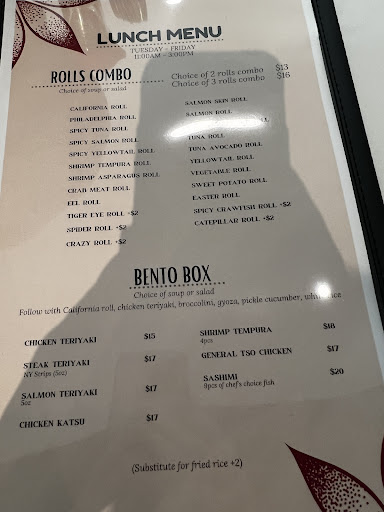 LUNCH MENU
TUESDAY - FRIDAY
11:00AM - 3:00PM
ROLLS COMBO
Choice of soup or salad
Choice of 2 rolls combo $13
Choice of 3 rolls combo $16
CALIFORNIA ROLL
PHILADELPHIA ROLL
SPICY TUNA ROLL
SPICY SALMON ROLL
SPICY YELLOWTAIL ROLL
SHRIMP TEMPURA ROLL
SHRIMP ASPARAGUS ROLL
CRAB MEAT ROLL
EEL ROLL
TIGER EYE ROLL +$2
SPIDER ROLL +$2
CRAZY ROLL +$2
SALMON SKIN ROLL
SALMON ROLL
ROLL
TUNA ROLL
TUNA AVOCADO ROLL
YELLOWTAIL ROLL
VEGETABLE ROLL
SWEET POTATO ROLL
EASTER ROLL
SPICY CRAWFISH ROLL +$2
CATEPILLAR ROLL +$2
BENTO BOX
Choice of soup or salad
Follow with California roll, chicken teriyaki, broccolini, gyoza, pickle cucumber, white rice
CHICKEN TERIYAKI $15
STEAK TERIYAKI $17
NY Strips (5oz)
SALMON TERIYAKI $17
5oz
CHICKEN KATSU $17
SHRIMP TEMPURA $18
4pcs
GENERAL TSO CHICKEN $17
SASHIMI $20
9pcs of chef's choice fish
(Substitute for fried rice +2)